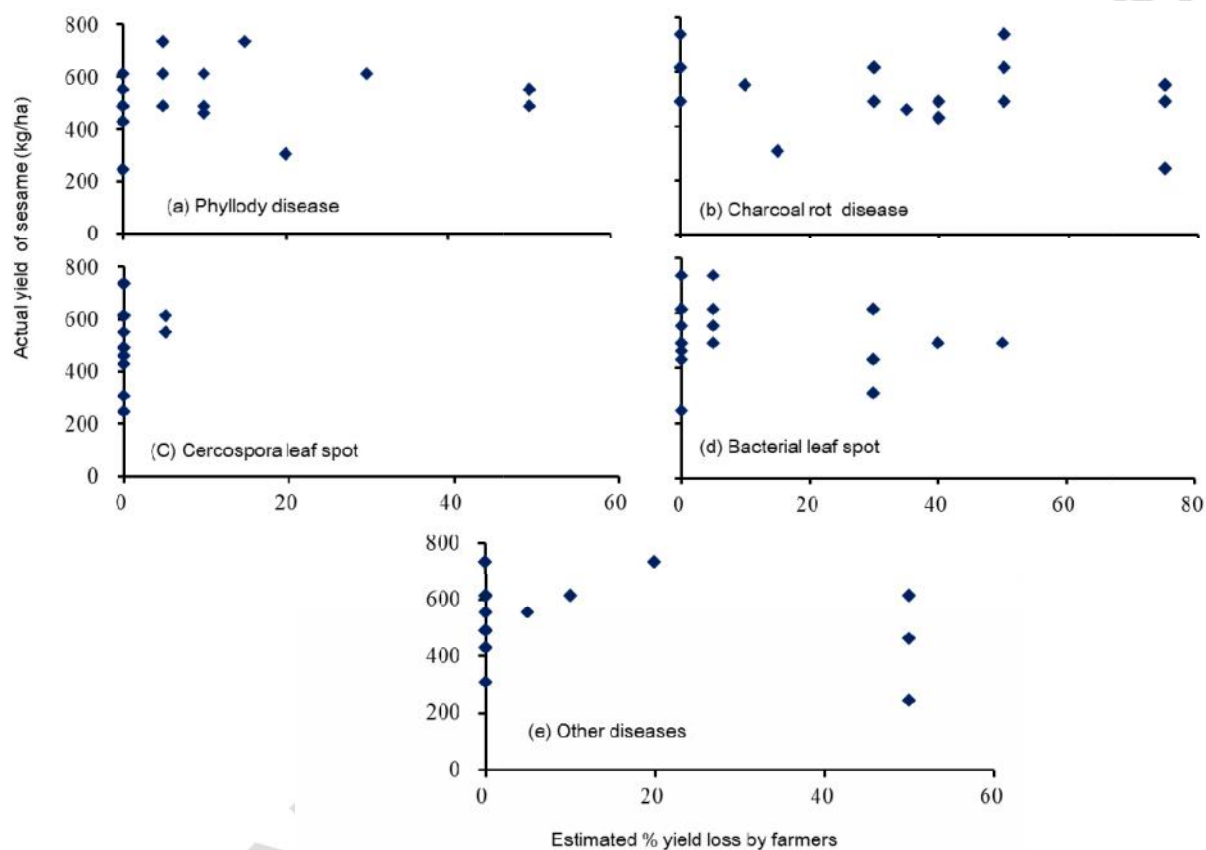 Actual yield of sesame (kg/ha)
800
600
400
200
0
(a) Phyllody disease
(b) Charcoal rot disease
800
600
400
200
0
0 20 40 60
(C) Cercospora leaf spot
0 20 40 60 80
(d) Bacterial leaf spot
800
600
400
200
0
0 20 40 60
(e) Other diseases
Estimated % yield loss by farmers